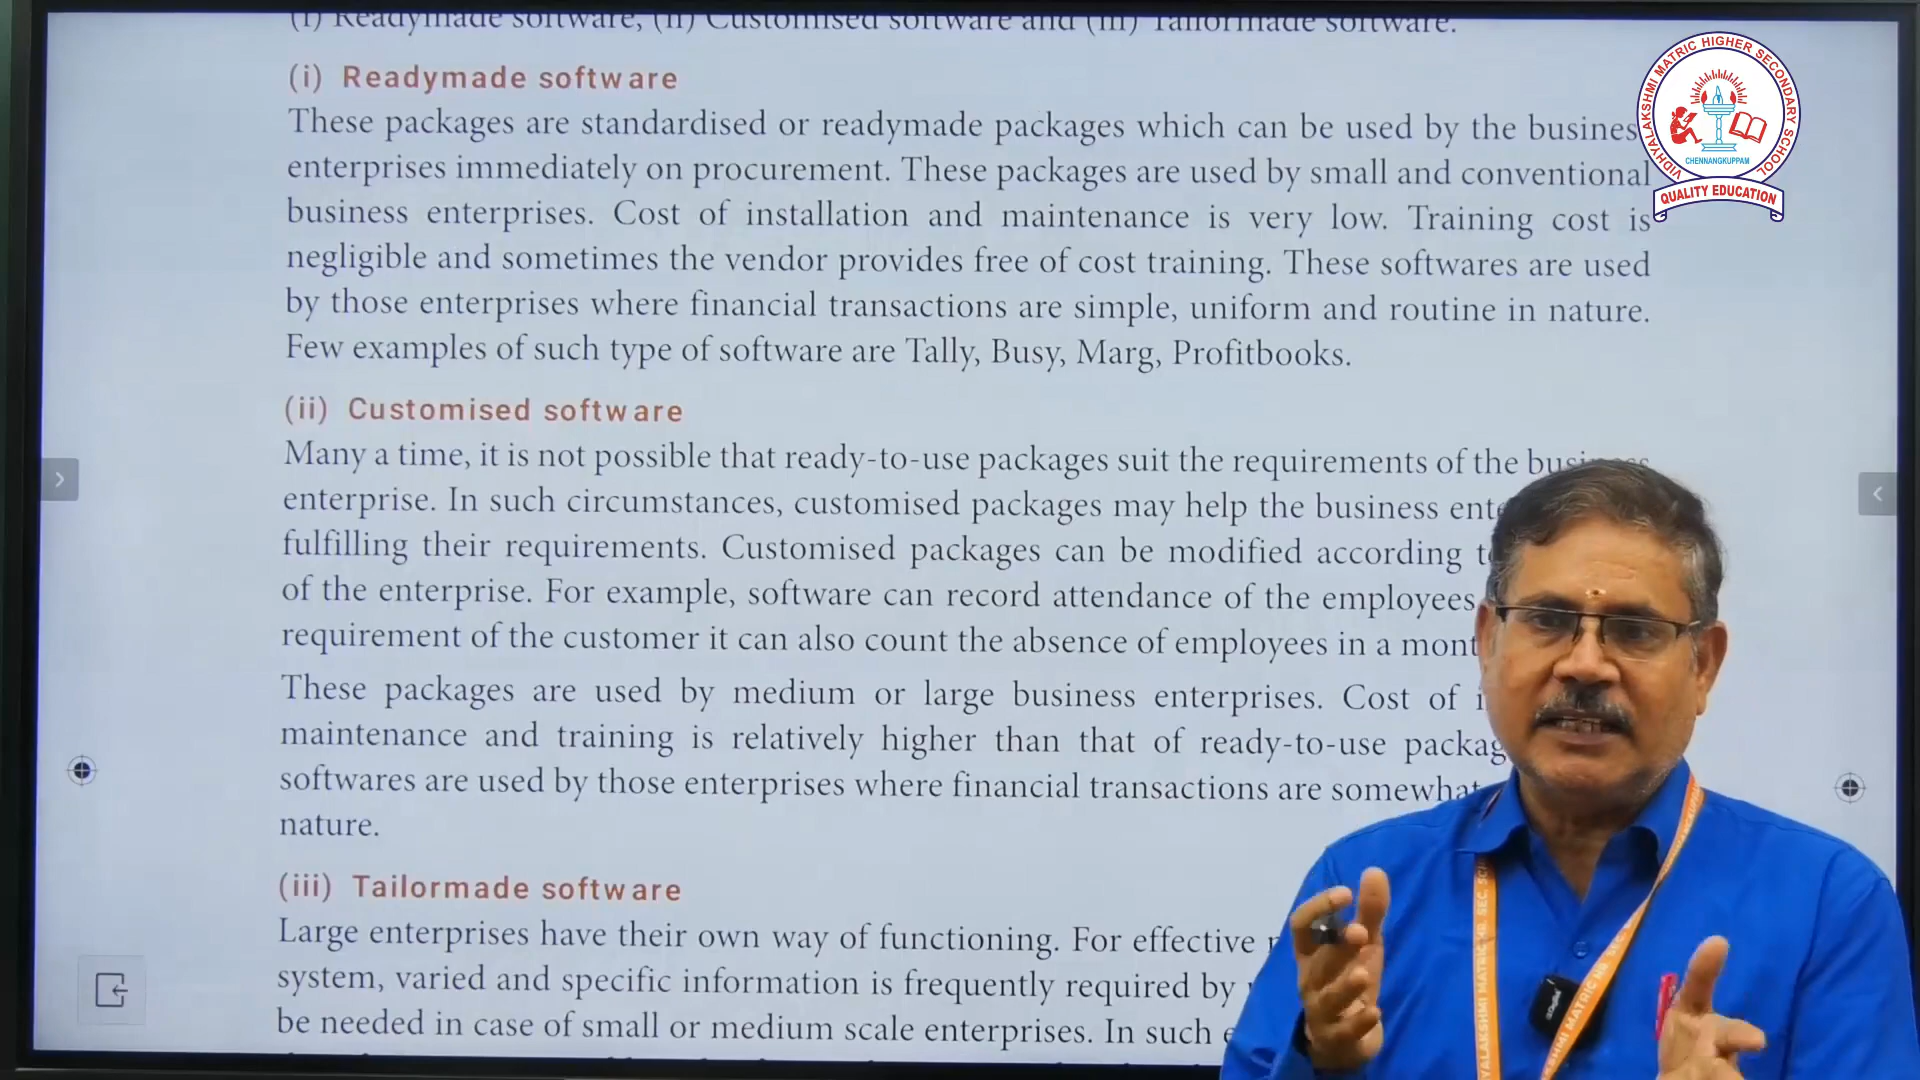 (i) Readymade software, (ii) Customised software and (iii) Tailormade software.
(i) Readymade software
These packages are standardised or readymade packages which can be used by the busines
enterprises immediately on procurement. These packages are used by small and conventional
business enterprises. Cost of installation and maintenance is very low. Training cost is
negligible and sometimes the vendor provides free of cost training. These softwares are used
by those enterprises where financial transactions are simple, uniform and routine in nature.
Few examples of such type of software are Tally, Busy, Marg, Profitbooks.
(ii) Customised software
Many a time, it is not possible that ready-to-use packages suit the requirements of the business
enterprise. In such circumstances, customised packages may help the business ente
fulfilling their requirements. Customised packages can be modified according t
of the enterprise. For example, software can record attendance of the employees
requirement of the customer it can also count the absence of employees in a mont
These packages are used by medium or large business enterprises. Cost of i
maintenance and training is relatively higher than that of ready-to-use packag
softwares are used by those enterprises where financial transactions are somewhat
nature.
(iii) Tailormade software
Large enterprises have their own way of functioning. For effective
system, varied and specific information is frequently required by
be needed in case of small or medium scale enterprises. In such
VIDHYALAKSHMI MATRIC HIGHER SECONDARY SCHOOL
CHENNANGKUPPAM
QUALITY EDUCATION
YALAKSHMI MATRIC HR. SEC. SC
SHMI MATRIC HR. SEC.